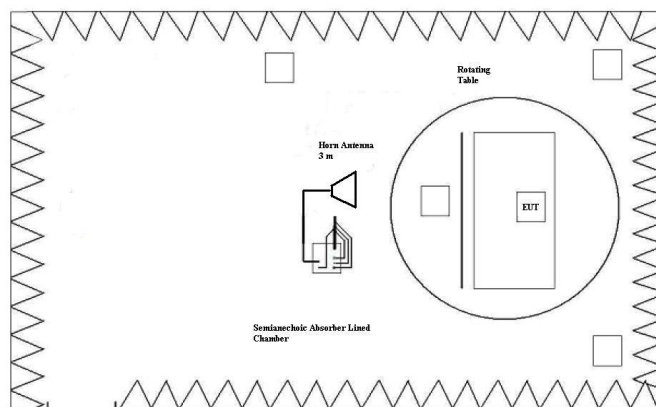 Rotating
Table
Horn Antenna
3 m
EUT
Semianechoic Absorber Lined
Chamber